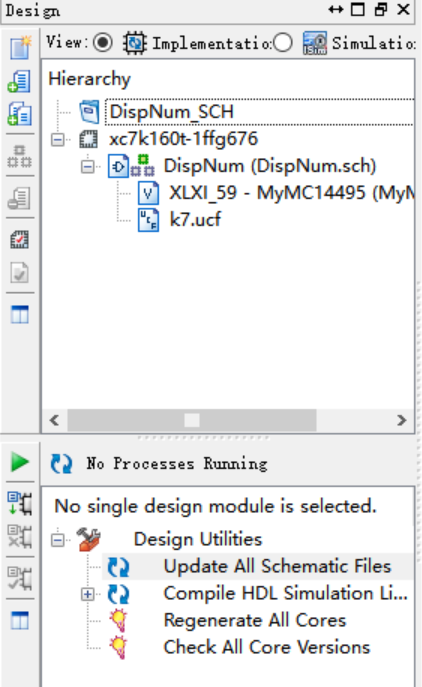 Design
View: Implementatio Simulatio
Hierarchy
DispNum_SCH
xc7k160t-1ffg676
DispNum (DispNum.sch)
XLXI_59 - MyMC14495 (MyM
k7.ucf
No Processes Running
No single design module is selected.
Design Utilities
Update All Schematic Files
Compile HDL Simulation Li...
Regenerate All Cores
Check All Core Versions